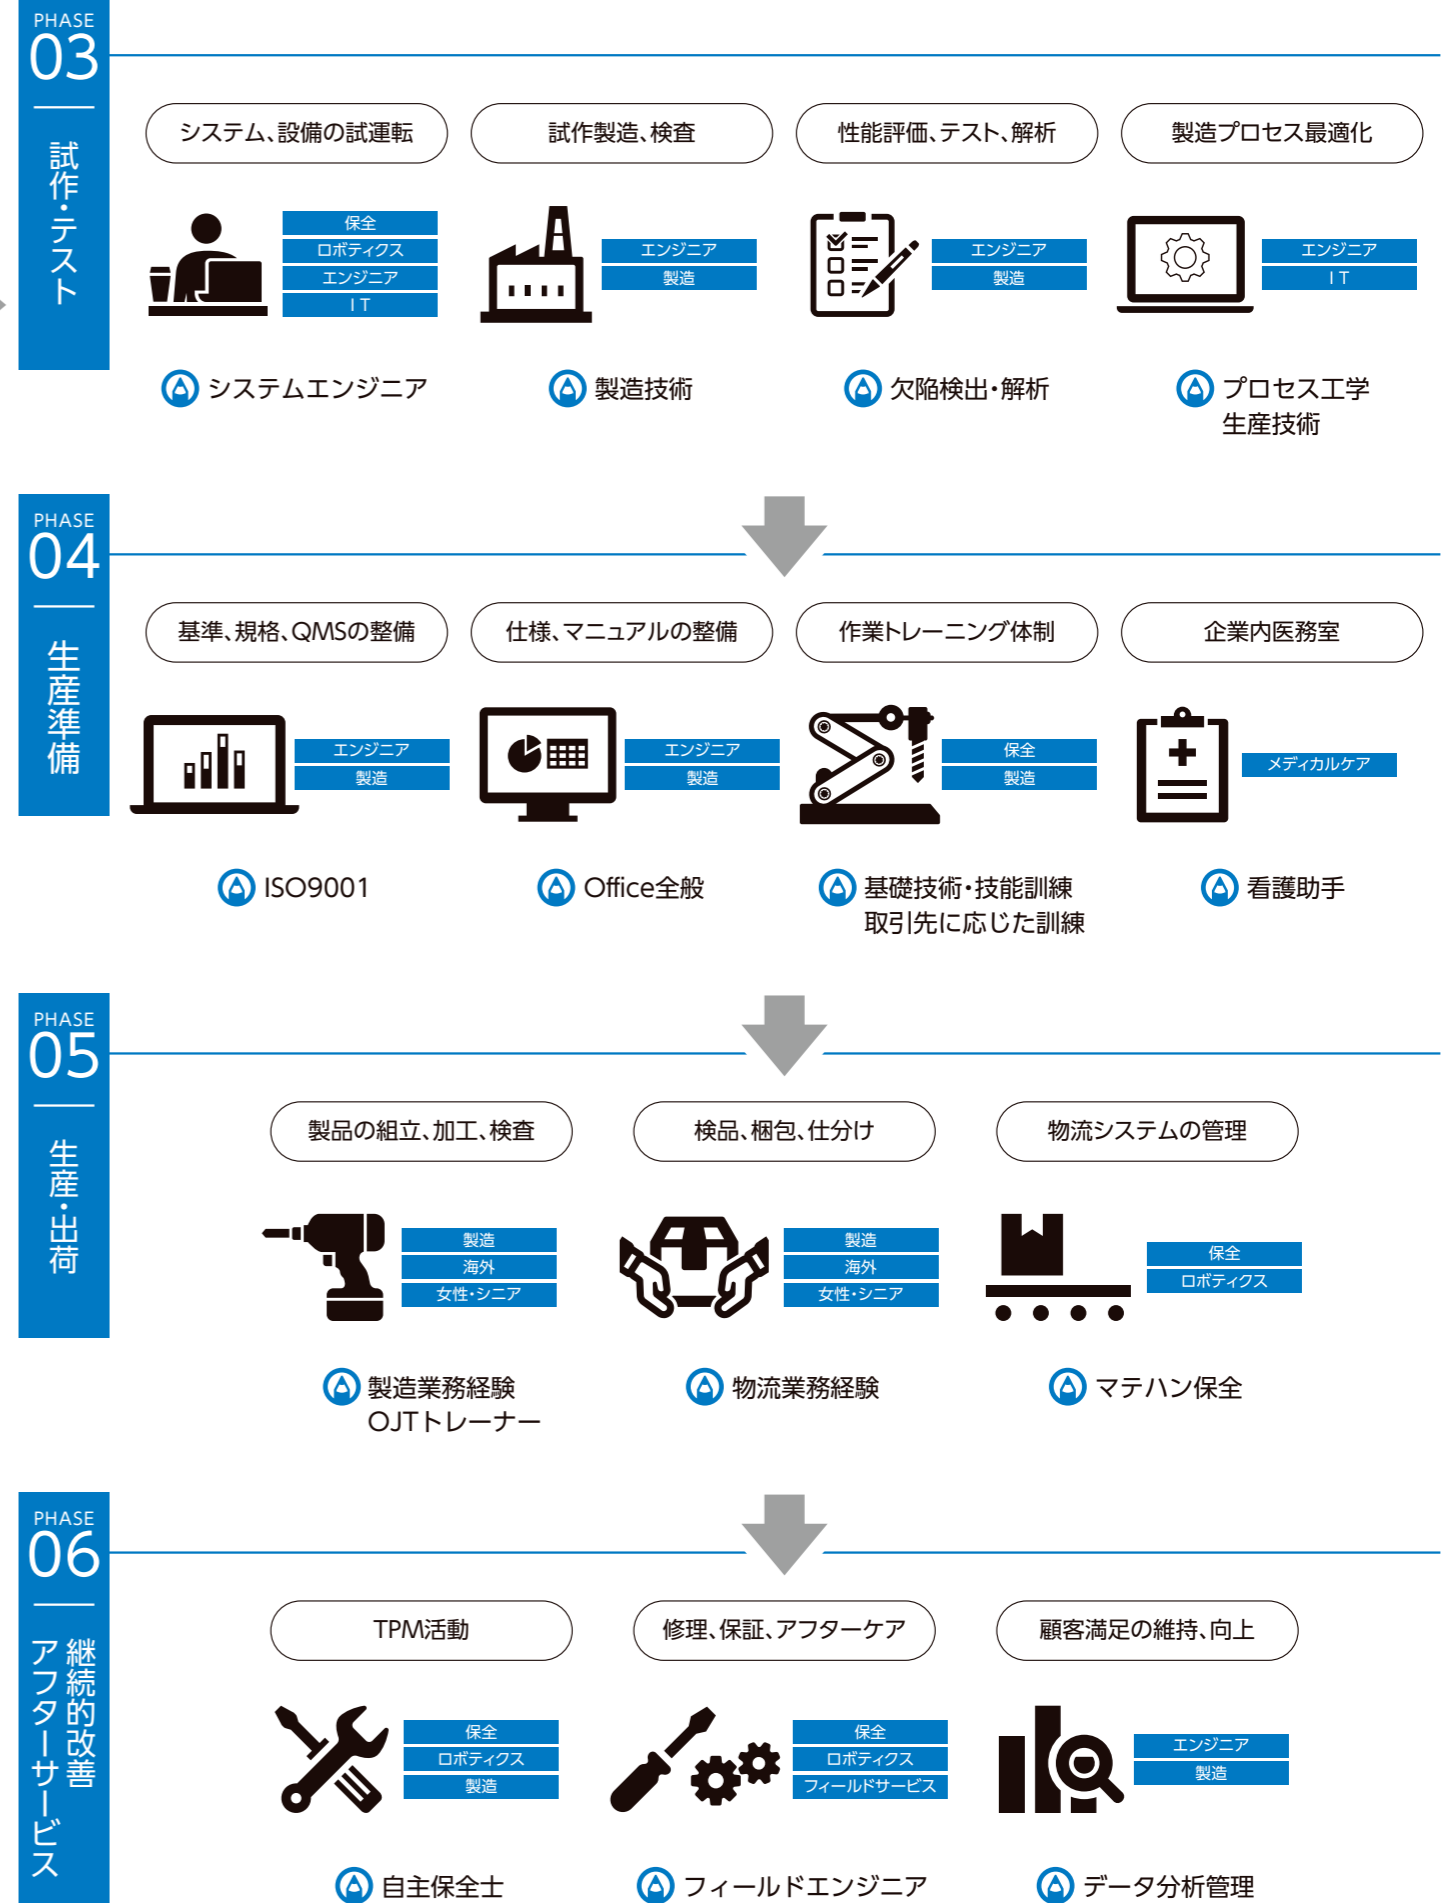 PHASE
03
試作・テスト
システム、設備の試運転
試作製造、検査
性能評価、テスト、解析
製造プロセス最適化
保全
ロボティクス
エンジニア
IT
エンジニア
製造
エンジニア
製造
エンジニア
IT
システムエンジニア
製造技術
欠陥検出・解析
プロセス工学
生産技術
PHASE
04
生産準備
基準、規格、QMSの整備
仕様、マニュアルの整備
作業トレーニング体制
企業内医務室
エンジニア
製造
エンジニア
製造
保全
製造
メディカルケア
ISO9001
Office全般
基礎技術・技能訓練
取引先に応じた訓練
看護助手
PHASE
05
生産・出荷
製品の組立、加工、検査
検品、梱包、仕分け
物流システムの管理
製造
海外
女性・シニア
製造
海外
女性・シニア
保全
ロボティクス
製造業務経験
OJTトレーナー
物流業務経験
マテハン保全
PHASE
06
継続的改善
アフターサービス
TPM活動
修理、保証、アフターケア
顧客満足の維持、向上
保全
ロボティクス
製造
保全
ロボティクス
フィールドサービス
エンジニア
製造
自主保全士
フィールドエンジニア
データ分析管理